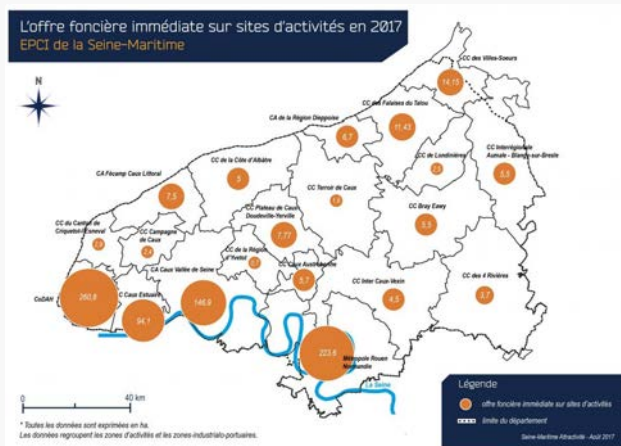 L'offre foncière immédiate sur sites d'activités en 2017
EPCI de la Seine-Maritime
N
CC des Villes-Soeurs
14,15
CC des Falaises du Talou
11,43
CA de la Région Dieppoise
6,7
CC de Londinières
CC Interrégionale
Aumale - Blangy-sur-Bresle
5,5
CC de la Côte d'Albâtre
5
CA Fécamp Caux Littoral
7,5
CC Terroir de Caux
CC Plateau de Caux
Doudeville-Yerville
7,77
CC Bray Eawy
5,5
CC du Canton de
Criquetot-l'Esneval
CC Campagne
de Caux
CC de la Région
d'Yvetot
CC Caux Austreberthe
5,7
CA Caux Vallée de Seine
146,9
CoDAH
260,8
C Caux Estuaire
94,1
CC Inter Caux-Vexin
4,5
CC des 4 Rivières
3,7
223,6
Métropole Rouen
Normandie
La Seine
0
40 km
* Toutes les données sont exprimées en ha.
Les données regroupent les zones d'activités et les zones-industrialo-portuaires.
Légende
offre foncière immédiate sur sites d'activités
limite du département
Seine-Maritime Attractivité - Août 2017